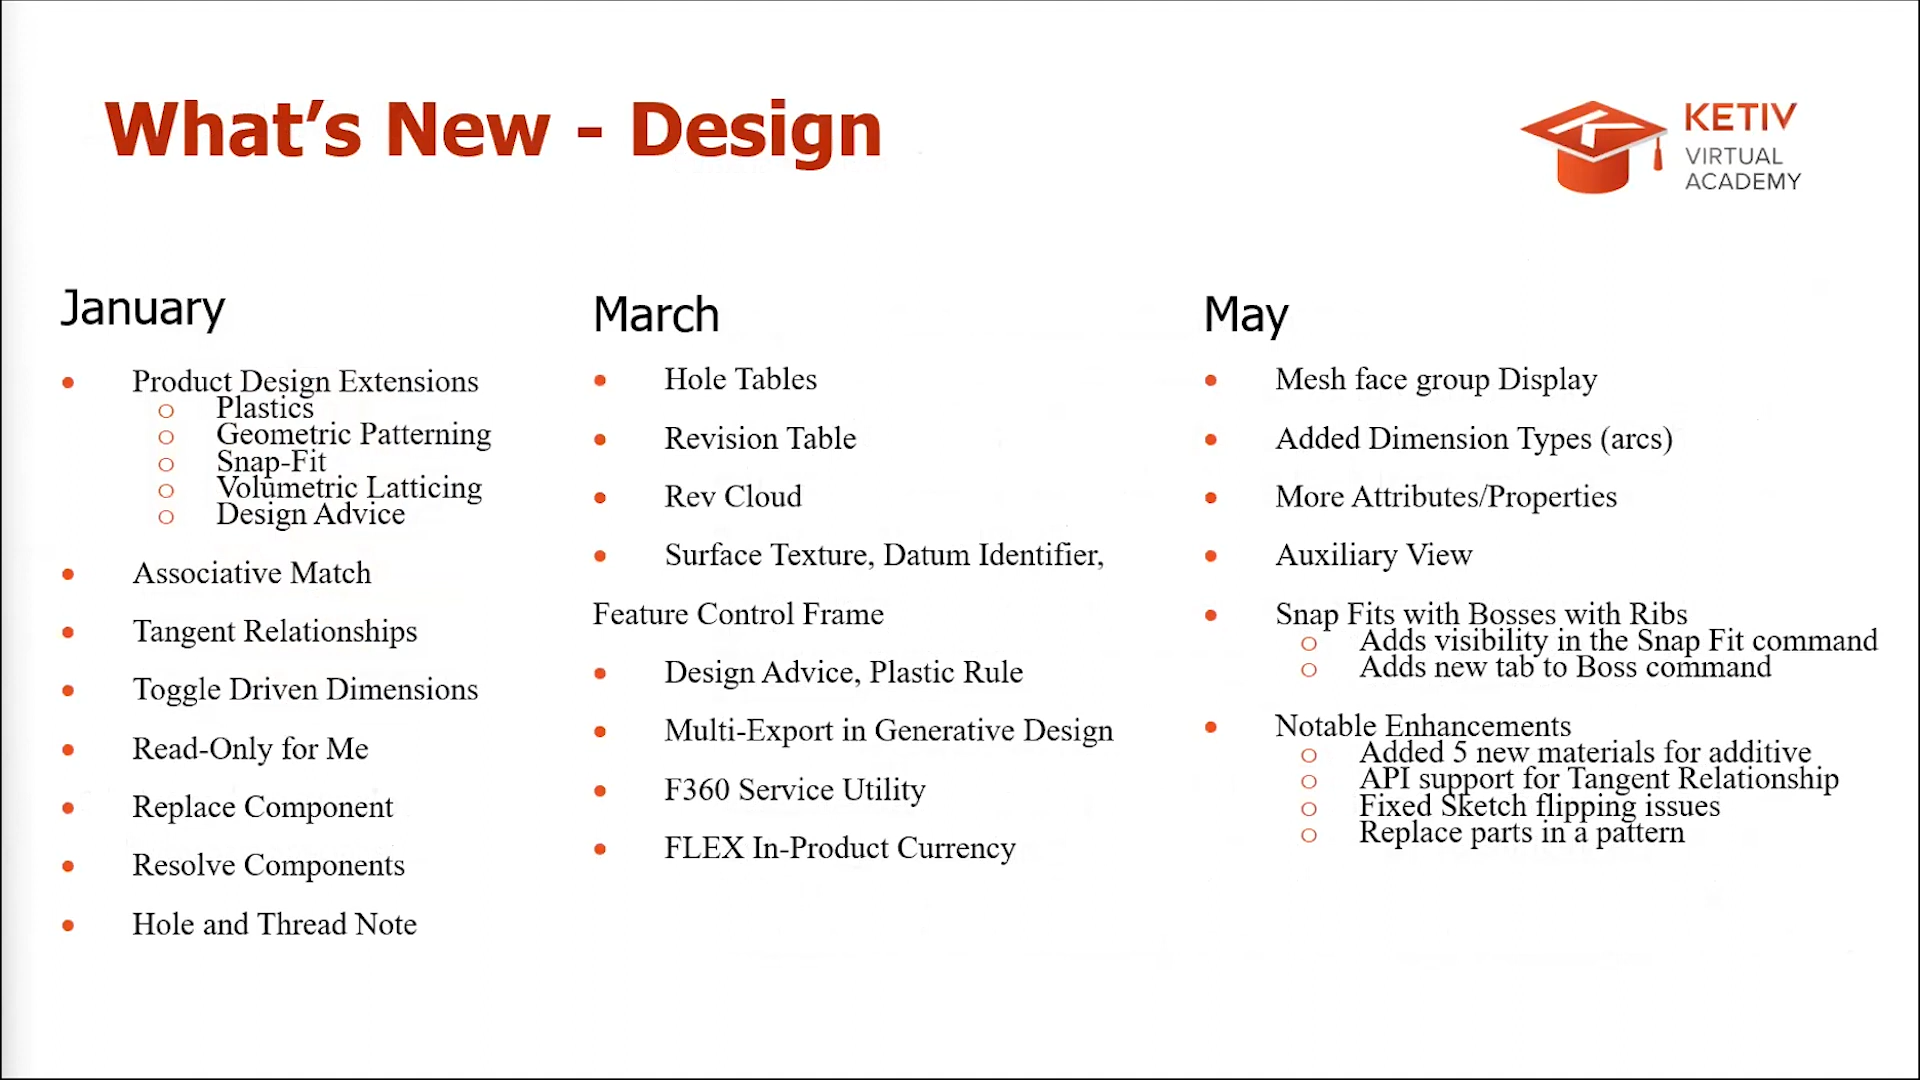 What's New - Design
KETIV
VIRTUAL
ACADEMY
January
Product Design Extensions
Plastics
Geometric Patterning
Snap-Fit
Volumetric Latticing
Design Advice
Associative Match
Tangent Relationships
Toggle Driven Dimensions
Read-Only for Me
Replace Component
Resolve Components
Hole and Thread Note
March
Hole Tables
Revision Table
Rev Cloud
Surface Texture, Datum Identifier,
Feature Control Frame
Design Advice, Plastic Rule
Multi-Export in Generative Design
F360 Service Utility
FLEX In-Product Currency
May
Mesh face group Display
Added Dimension Types (arcs)
More Attributes/Properties
Auxiliary View
Snap Fits with Bosses with Ribs
Adds visibility in the Snap Fit command
Adds new tab to Boss command
Notable Enhancements
Added 5 new materials for additive
API support for Tangent Relationship
Fixed Sketch flipping issues
Replace parts in a pattern